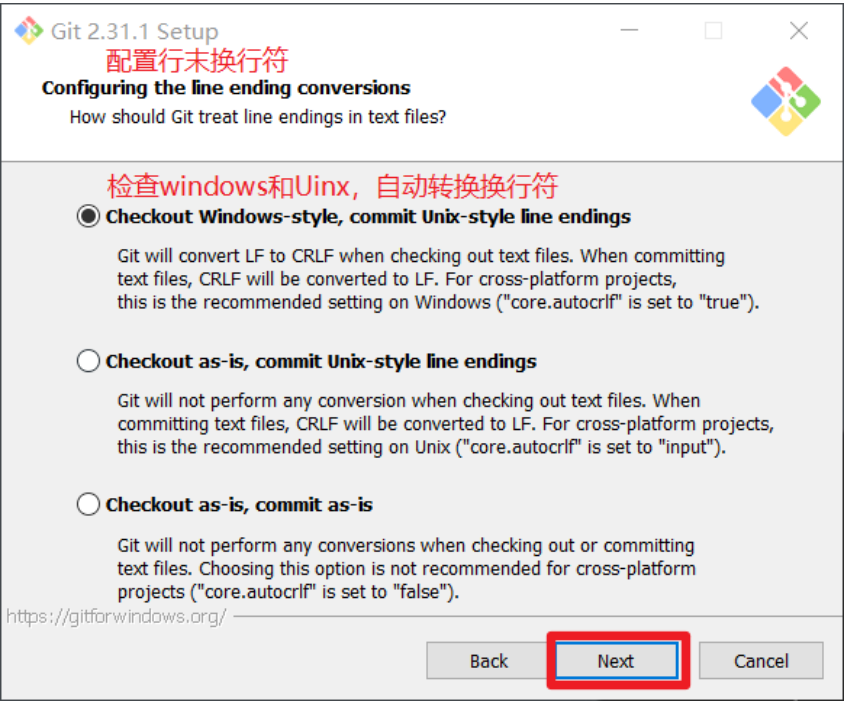 Git 2.31.1 Setup
配置行末换行符
Configuring the line ending conversions
How should Git treat line endings in text files?
检查windows和Uinx，自动转换换行符
Checkout Windows-style, commit Unix-style line endings
Git will convert LF to CRLF when checking out text files. When committing
text files, CRLF will be converted to LF. For cross-platform projects,
this is the recommended setting on Windows ("core.autocrlf" is set to "true").
Checkout as-is, commit Unix-style line endings
Git will not perform any conversion when checking out text files. When
committing text files, CRLF will be converted to LF. For cross-platform projects,
this is the recommended setting on Unix ("core.autocrlf" is set to "input").
Checkout as-is, commit as-is
Git will not perform any conversions when checking out or committing
text files. Choosing this option is not recommended for cross-platform
projects ("core.autocrlf" is set to "false").
https://gitforwindows.org/
Back Next Cancel